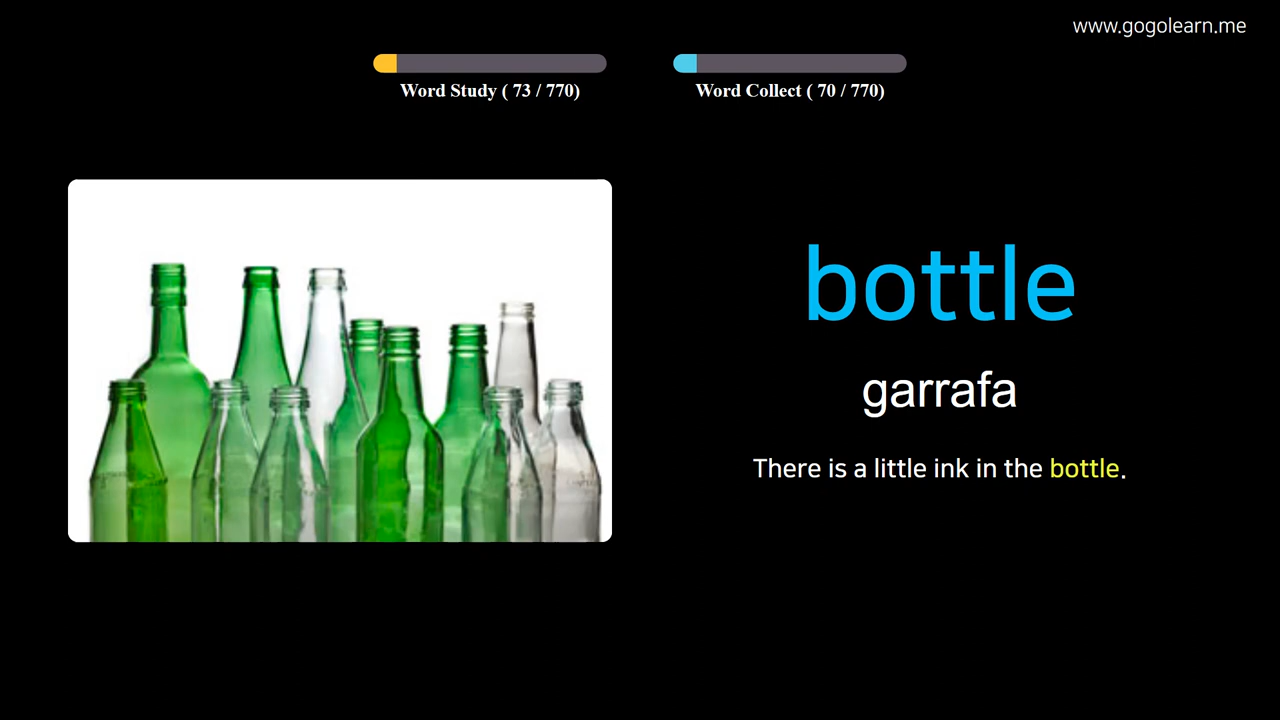 www.gogolearn.me
Word Study ( 73 / 770)
Word Collect ( 70 / 770)
bottle
garrafa
There is a little ink in the bottle.